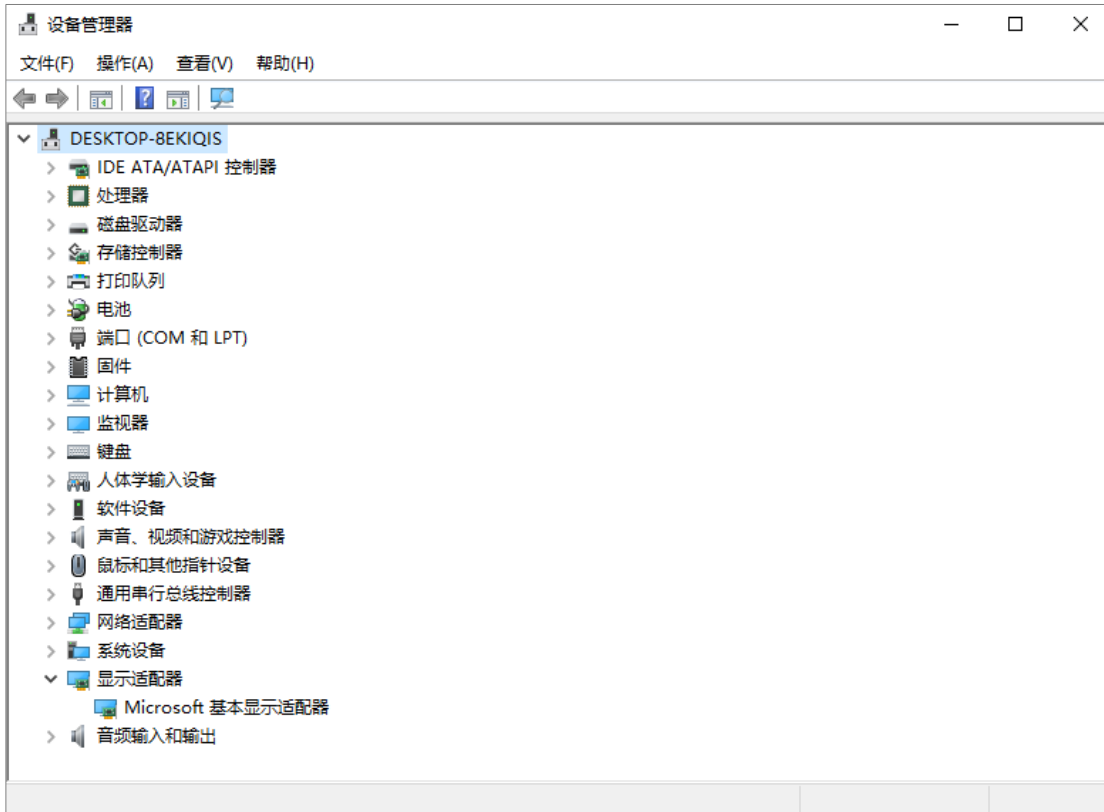 设备管理器
文件(F) 操作(A) 查看(V) 帮助(H)
DESKTOP-8EKIQIS
IDE ATA/ATAPI 控制器
处理器
磁盘驱动器
存储控制器
打印队列
电池
端口 (COM 和 LPT)
固件
计算机
监视器
键盘
人体学输入设备
软件设备
声音、视频和游戏控制器
鼠标和其他指针设备
通用串行总线控制器
网络适配器
系统设备
显示适配器
Microsoft 基本显示适配器
音频输入和输出